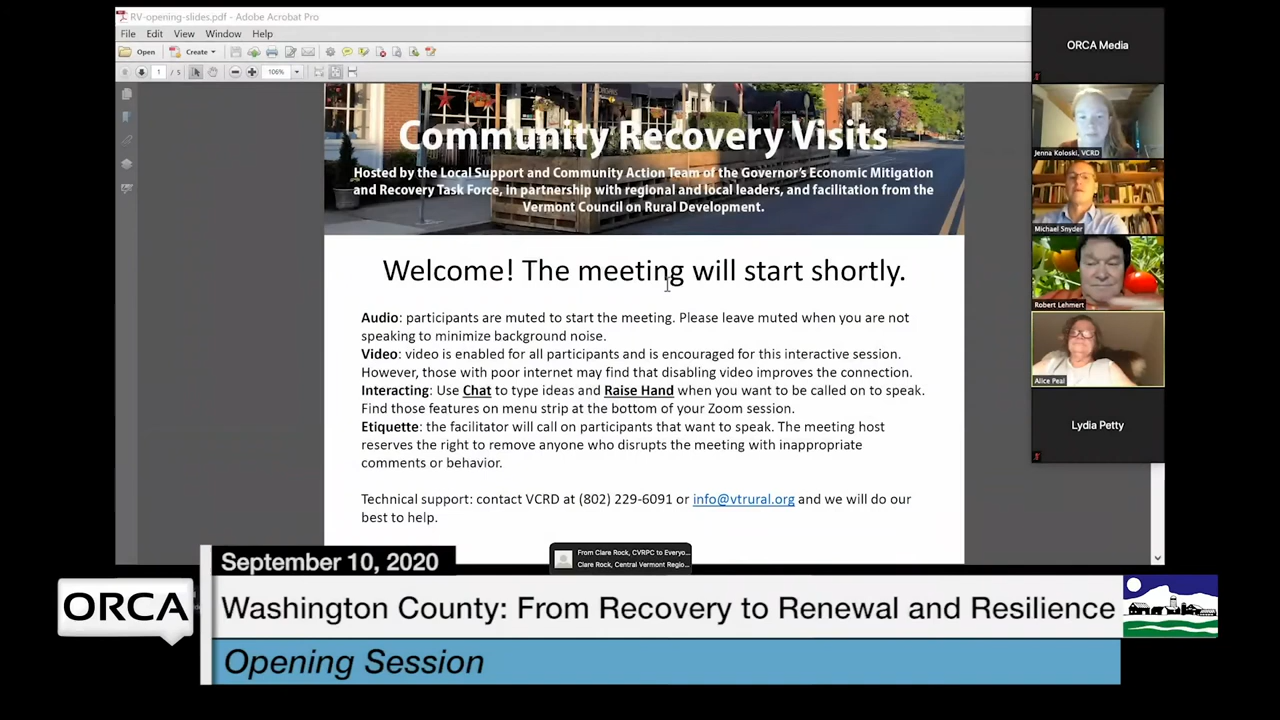 RV-opening-slides.pdf - Adobe Acrobat Pro
File Edit View Window Help
Open Create
1 / 5 106%
Community Recovery Visits
Hosted by the Local Support and Community Action Team of the Governor's Economic Mitigation
and Recovery Task Force, in partnership with regional and local leaders, and facilitation from the
Vermont Council on Rural Development.
Welcome! The meeting will start shortly.
Audio: participants are muted to start the meeting. Please leave muted when you are not
speaking to minimize background noise.
Video: video is enabled for all participants and is encouraged for this interactive session.
However, those with poor internet may find that disabling video improves the connection.
Interacting: Use Chat to type ideas and Raise Hand when you want to be called on to speak.
Find those features on menu strip at the bottom of your Zoom session.
Etiquette: the facilitator will call on participants that want to speak. The meeting host
reserves the right to remove anyone who disrupts the meeting with inappropriate
comments or behavior.
Technical support: contact VCRD at (802) 229-6091 or info@vtrural.org and we will do our
best to help.
ORCA Media
Jenna Koloski, VCRD
Michael Snyder
Robert Lehmert
Alice Peal
Lydia Petty
From Clare Rock, CVRPC to Everyo...
Clare Rock, Central Vermont Regio...
September 10, 2020
ORCA
Washington County: From Recovery to Renewal and Resilience
Opening Session